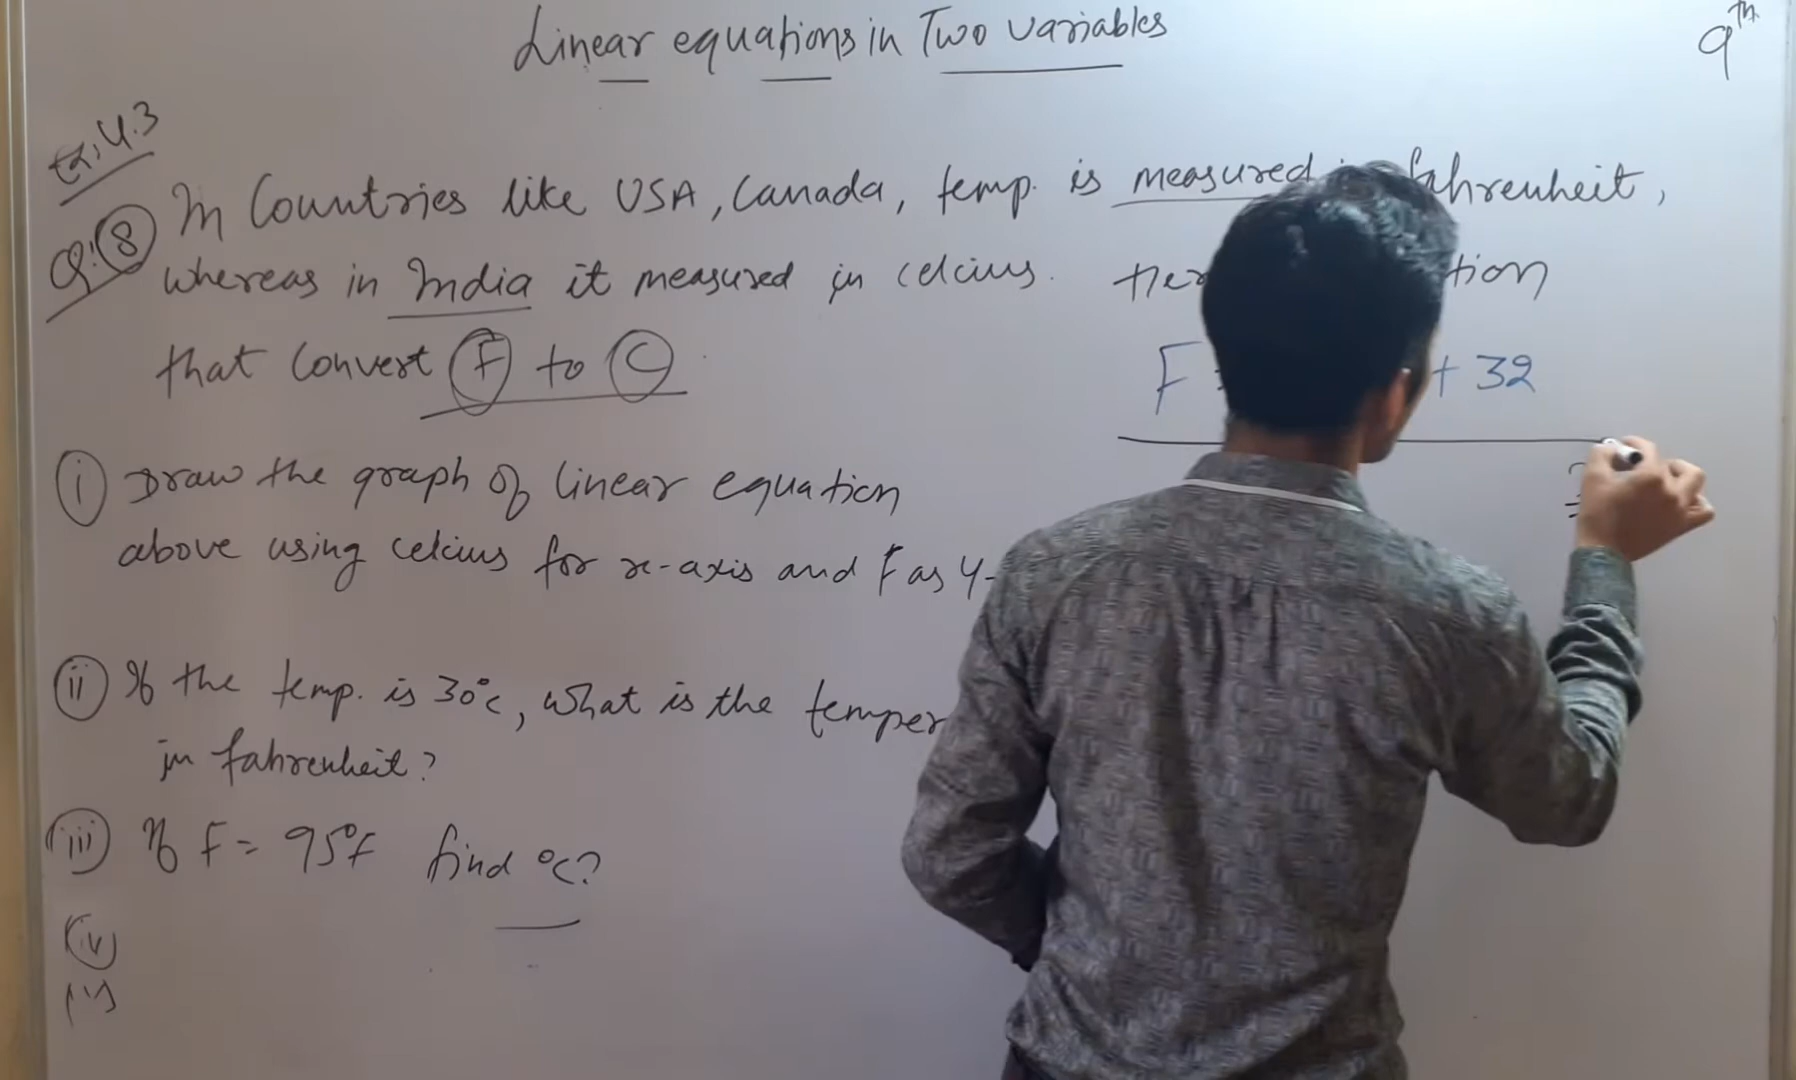 Linear equations in Two variables
9th
Ex: 4.3
Q: 8 In Countries like USA, Canada, temp. is measured fahrenheit,
whereas in India it measured in celcius.
that convert F to C
F + 32
i Draw the graph of linear equation
above using celcius for x-axis and F as y-
ii If the temp. is 30°c, what is the temper
in fahrenheit?
iii If F = 95°F find °c?
(iv)